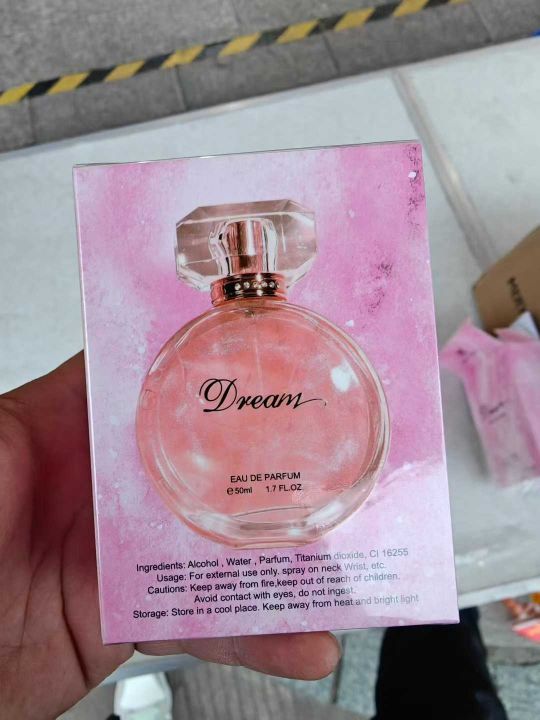 Dream
EAU DE PARFUM
℮50ml 1.7 FL.OZ.
Ingredients: Alcohol , Water , Parfum, Titanium dioxide, CI 16255
Usage: For external use only. spray on neck Wrist, etc.
Cautions: Keep away from fire,keep out of reach of children.
Avoid contact with eyes, do not ingest.
Storage: Store in a cool place. Keep away from heat and bright light